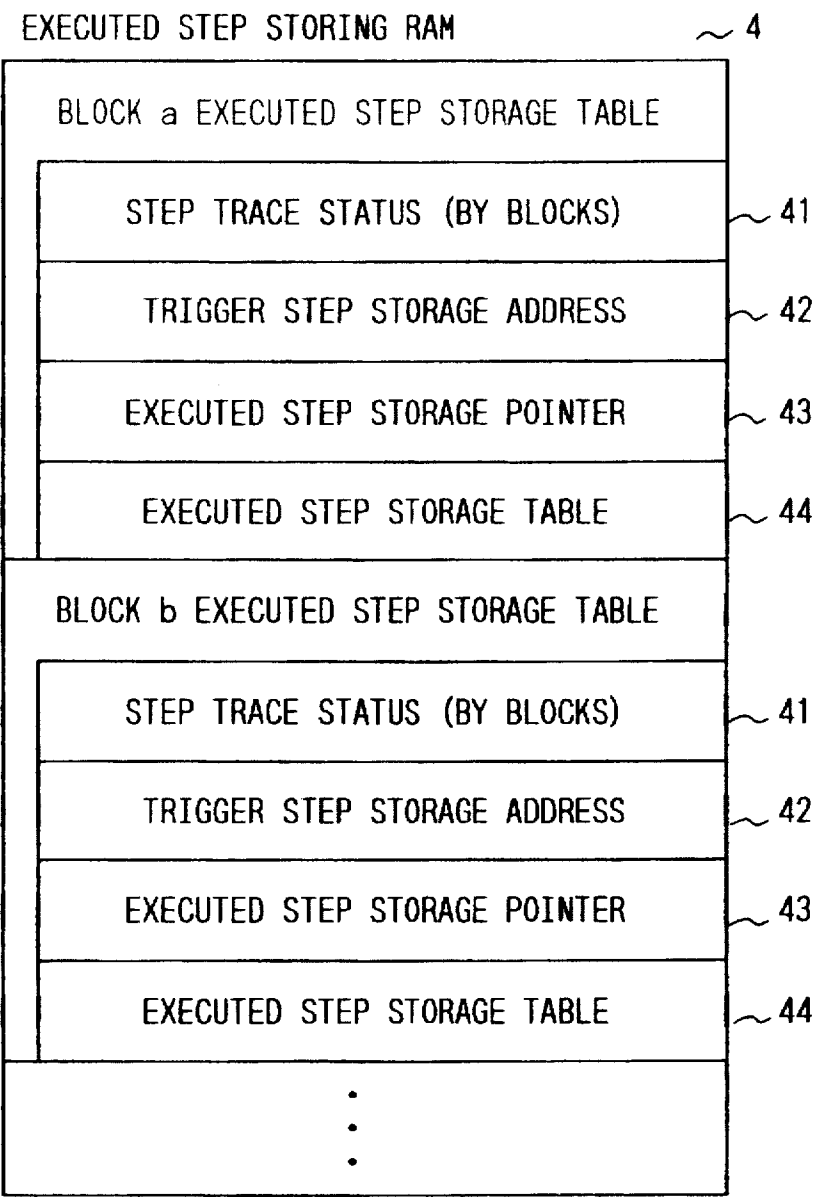 EXECUTED STEP STORING RAM 4
BLOCK a EXECUTED STEP STORAGE TABLE
STEP TRACE STATUS (BY BLOCKS) 41
TRIGGER STEP STORAGE ADDRESS 42
EXECUTED STEP STORAGE POINTER 43
EXECUTED STEP STORAGE TABLE 44
BLOCK b EXECUTED STEP STORAGE TABLE
STEP TRACE STATUS (BY BLOCKS) 41
TRIGGER STEP STORAGE ADDRESS 42
EXECUTED STEP STORAGE POINTER 43
EXECUTED STEP STORAGE TABLE 44